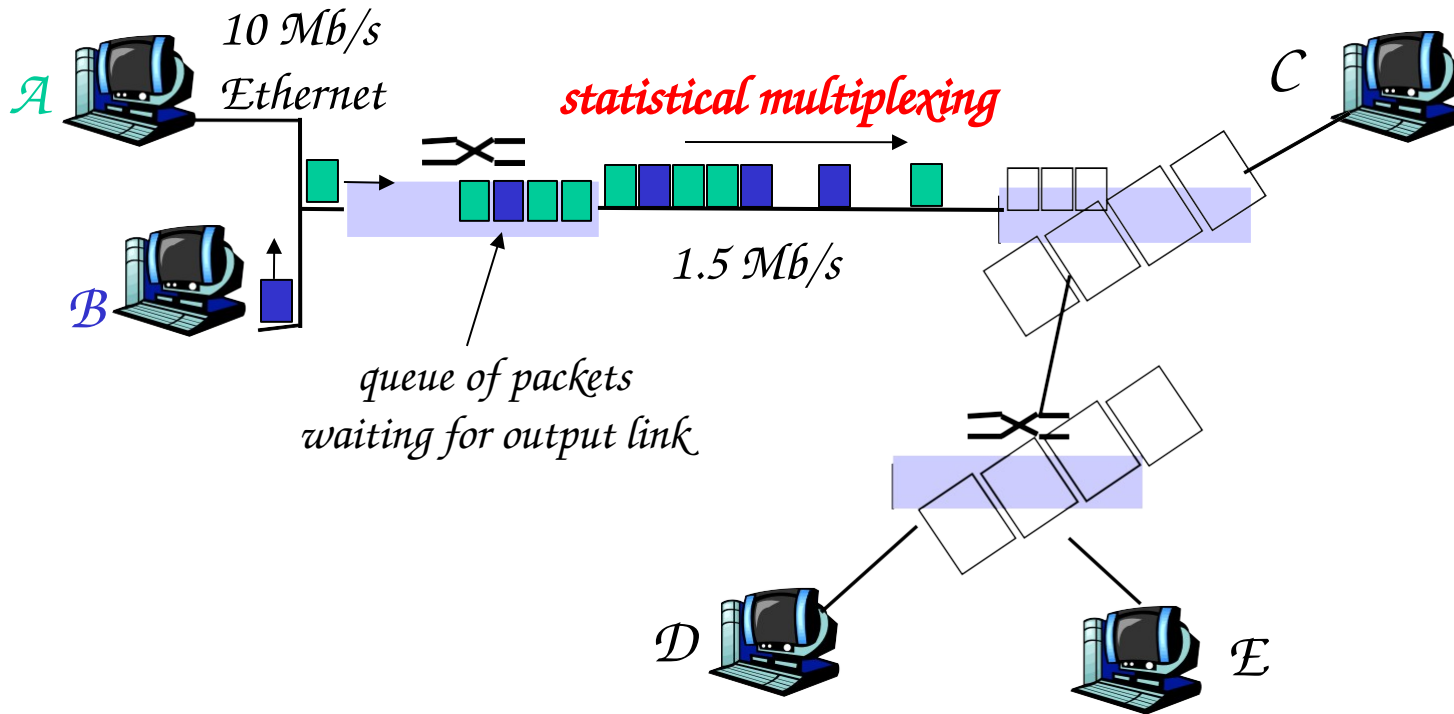 10 Mb/s
Ethernet
A
statistical multiplexing
C
B
1.5 Mb/s
queue of packets
waiting for output link
D
E